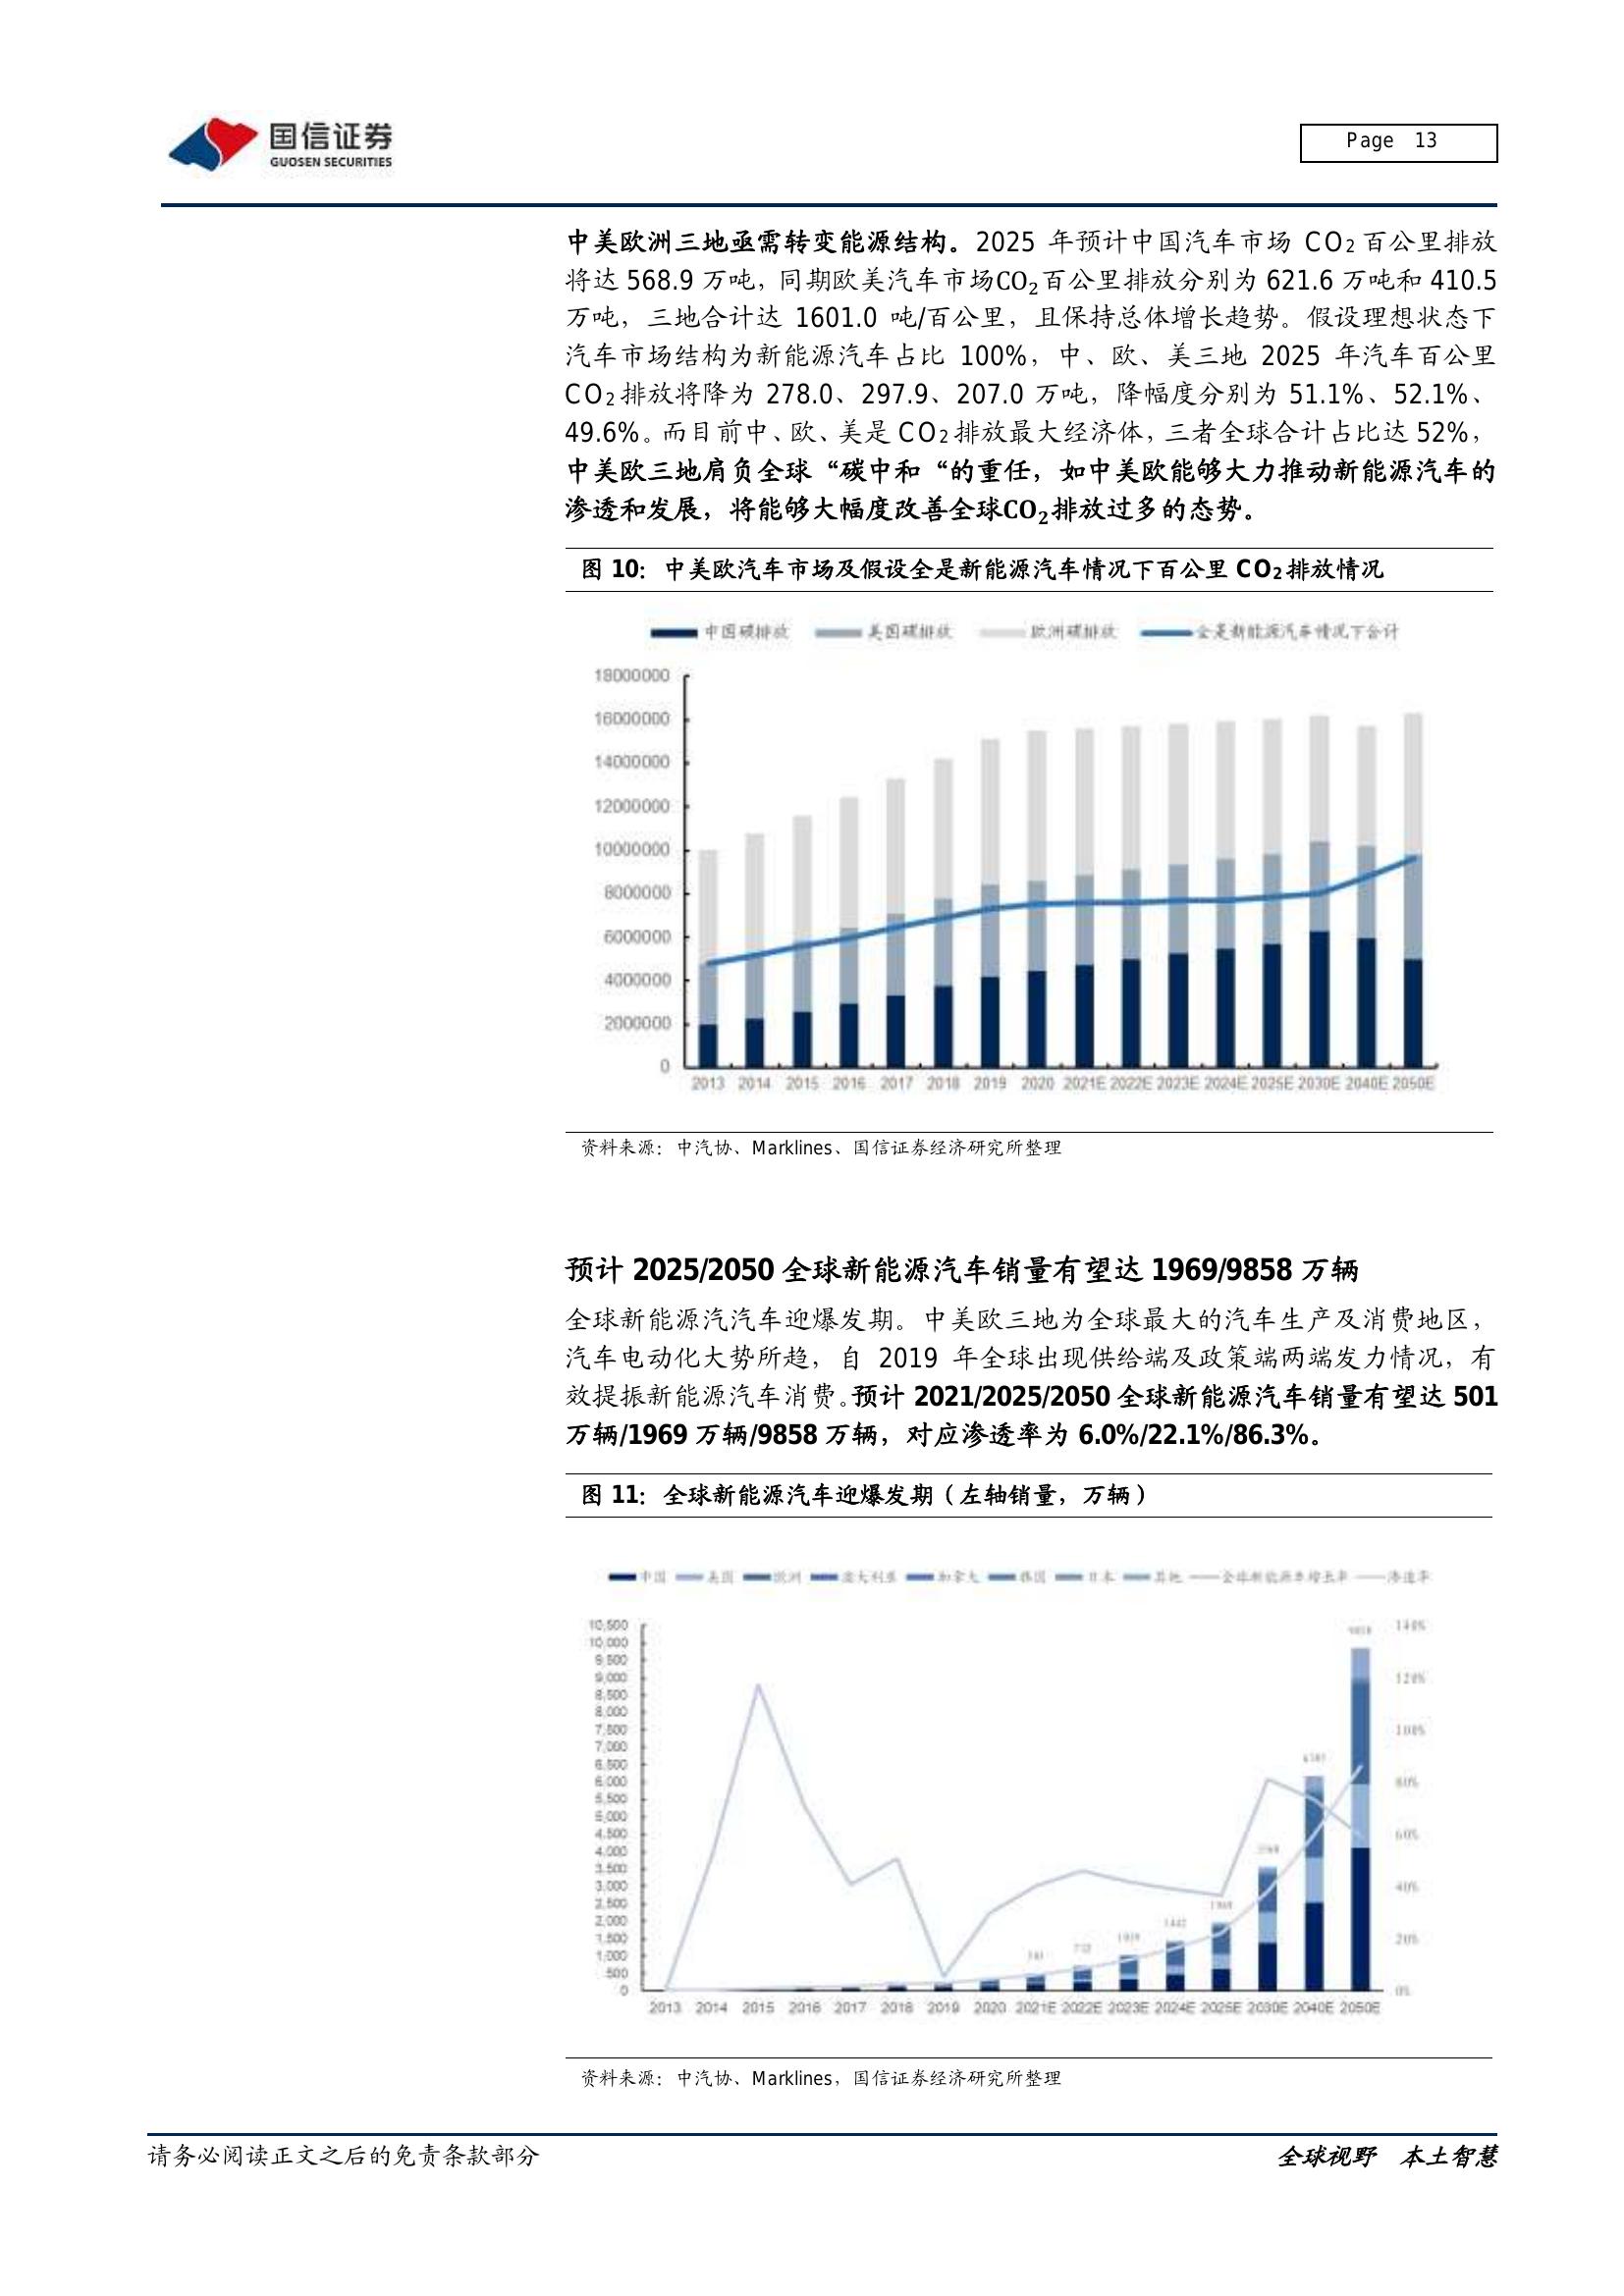 国信证券
GUOSEN SECURITIES
Page 13
中美欧洲三地亟需转变能源结构。2025 年预计中国汽车市场 CO₂百公里排放
将达 568.9 万吨，同期欧美汽车市场CO₂百公里排放分别为 621.6 万吨和 410.5
万吨，三地合计达 1601.0 吨/百公里，且保持总体增长趋势。假设理想状态下
汽车市场结构为新能源汽车占比 100%，中、欧、美三地 2025 年汽车百公里
CO₂排放将降为 278.0、297.9、207.0 万吨，降幅度分别为 51.1%、52.1%、
49.6%。而目前中、欧、美是 CO₂排放最大经济体，三者全球合计占比达 52%，
中美欧三地肩负全球“碳中和“的重任，如中美欧能够大力推动新能源汽车的
渗透和发展，将能够大幅度改善全球CO₂排放过多的态势。
图 10：中美欧汽车市场及假设全是新能源汽车情况下百公里 CO₂排放情况
中国碳排放 美国碳排放 欧洲碳排放 全是新能源汽车情况下合计
18000000
16000000
14000000
12000000
10000000
8000000
6000000
4000000
2000000
0
2013 2014 2015 2016 2017 2018 2019 2020 2021E 2022E 2023E 2024E 2025E 2030E 2040E 2050E
资料来源：中汽协、Marklines、国信证券经济研究所整理
预计 2025/2050 全球新能源汽车销量有望达 1969/9858 万辆
全球新能源汽汽车迎爆发期。中美欧三地为全球最大的汽车生产及消费地区，
汽车电动化大势所趋，自 2019 年全球出现供给端及政策端两端发力情况，有
效提振新能源汽车消费。预计 2021/2025/2050 全球新能源汽车销量有望达 501
万辆/1969 万辆/9858 万辆，对应渗透率为 6.0%/22.1%/86.3%。
图 11：全球新能源汽车迎爆发期（左轴销量，万辆）
中国 美国 欧洲 澳大利亚 加拿大 韩国 日本 其他 全球新能源车增长率 渗透率
10,500
10,000
9,500
9,000
8,500
8,000
7,500
7,000
6,500
6,000
5,500
5,000
4,500
4,000
3,500
3,000
2,500
2,000
1,500
1,000
500
0
140%
120%
100%
80%
60%
40%
20%
0%
2013 2014 2015 2016 2017 2018 2019 2020 2021E 2022E 2023E 2024E 2025E 2030E 2040E 2050E
资料来源：中汽协、Marklines，国信证券经济研究所整理
请务必阅读正文之后的免责条款部分
全球视野 本土智慧